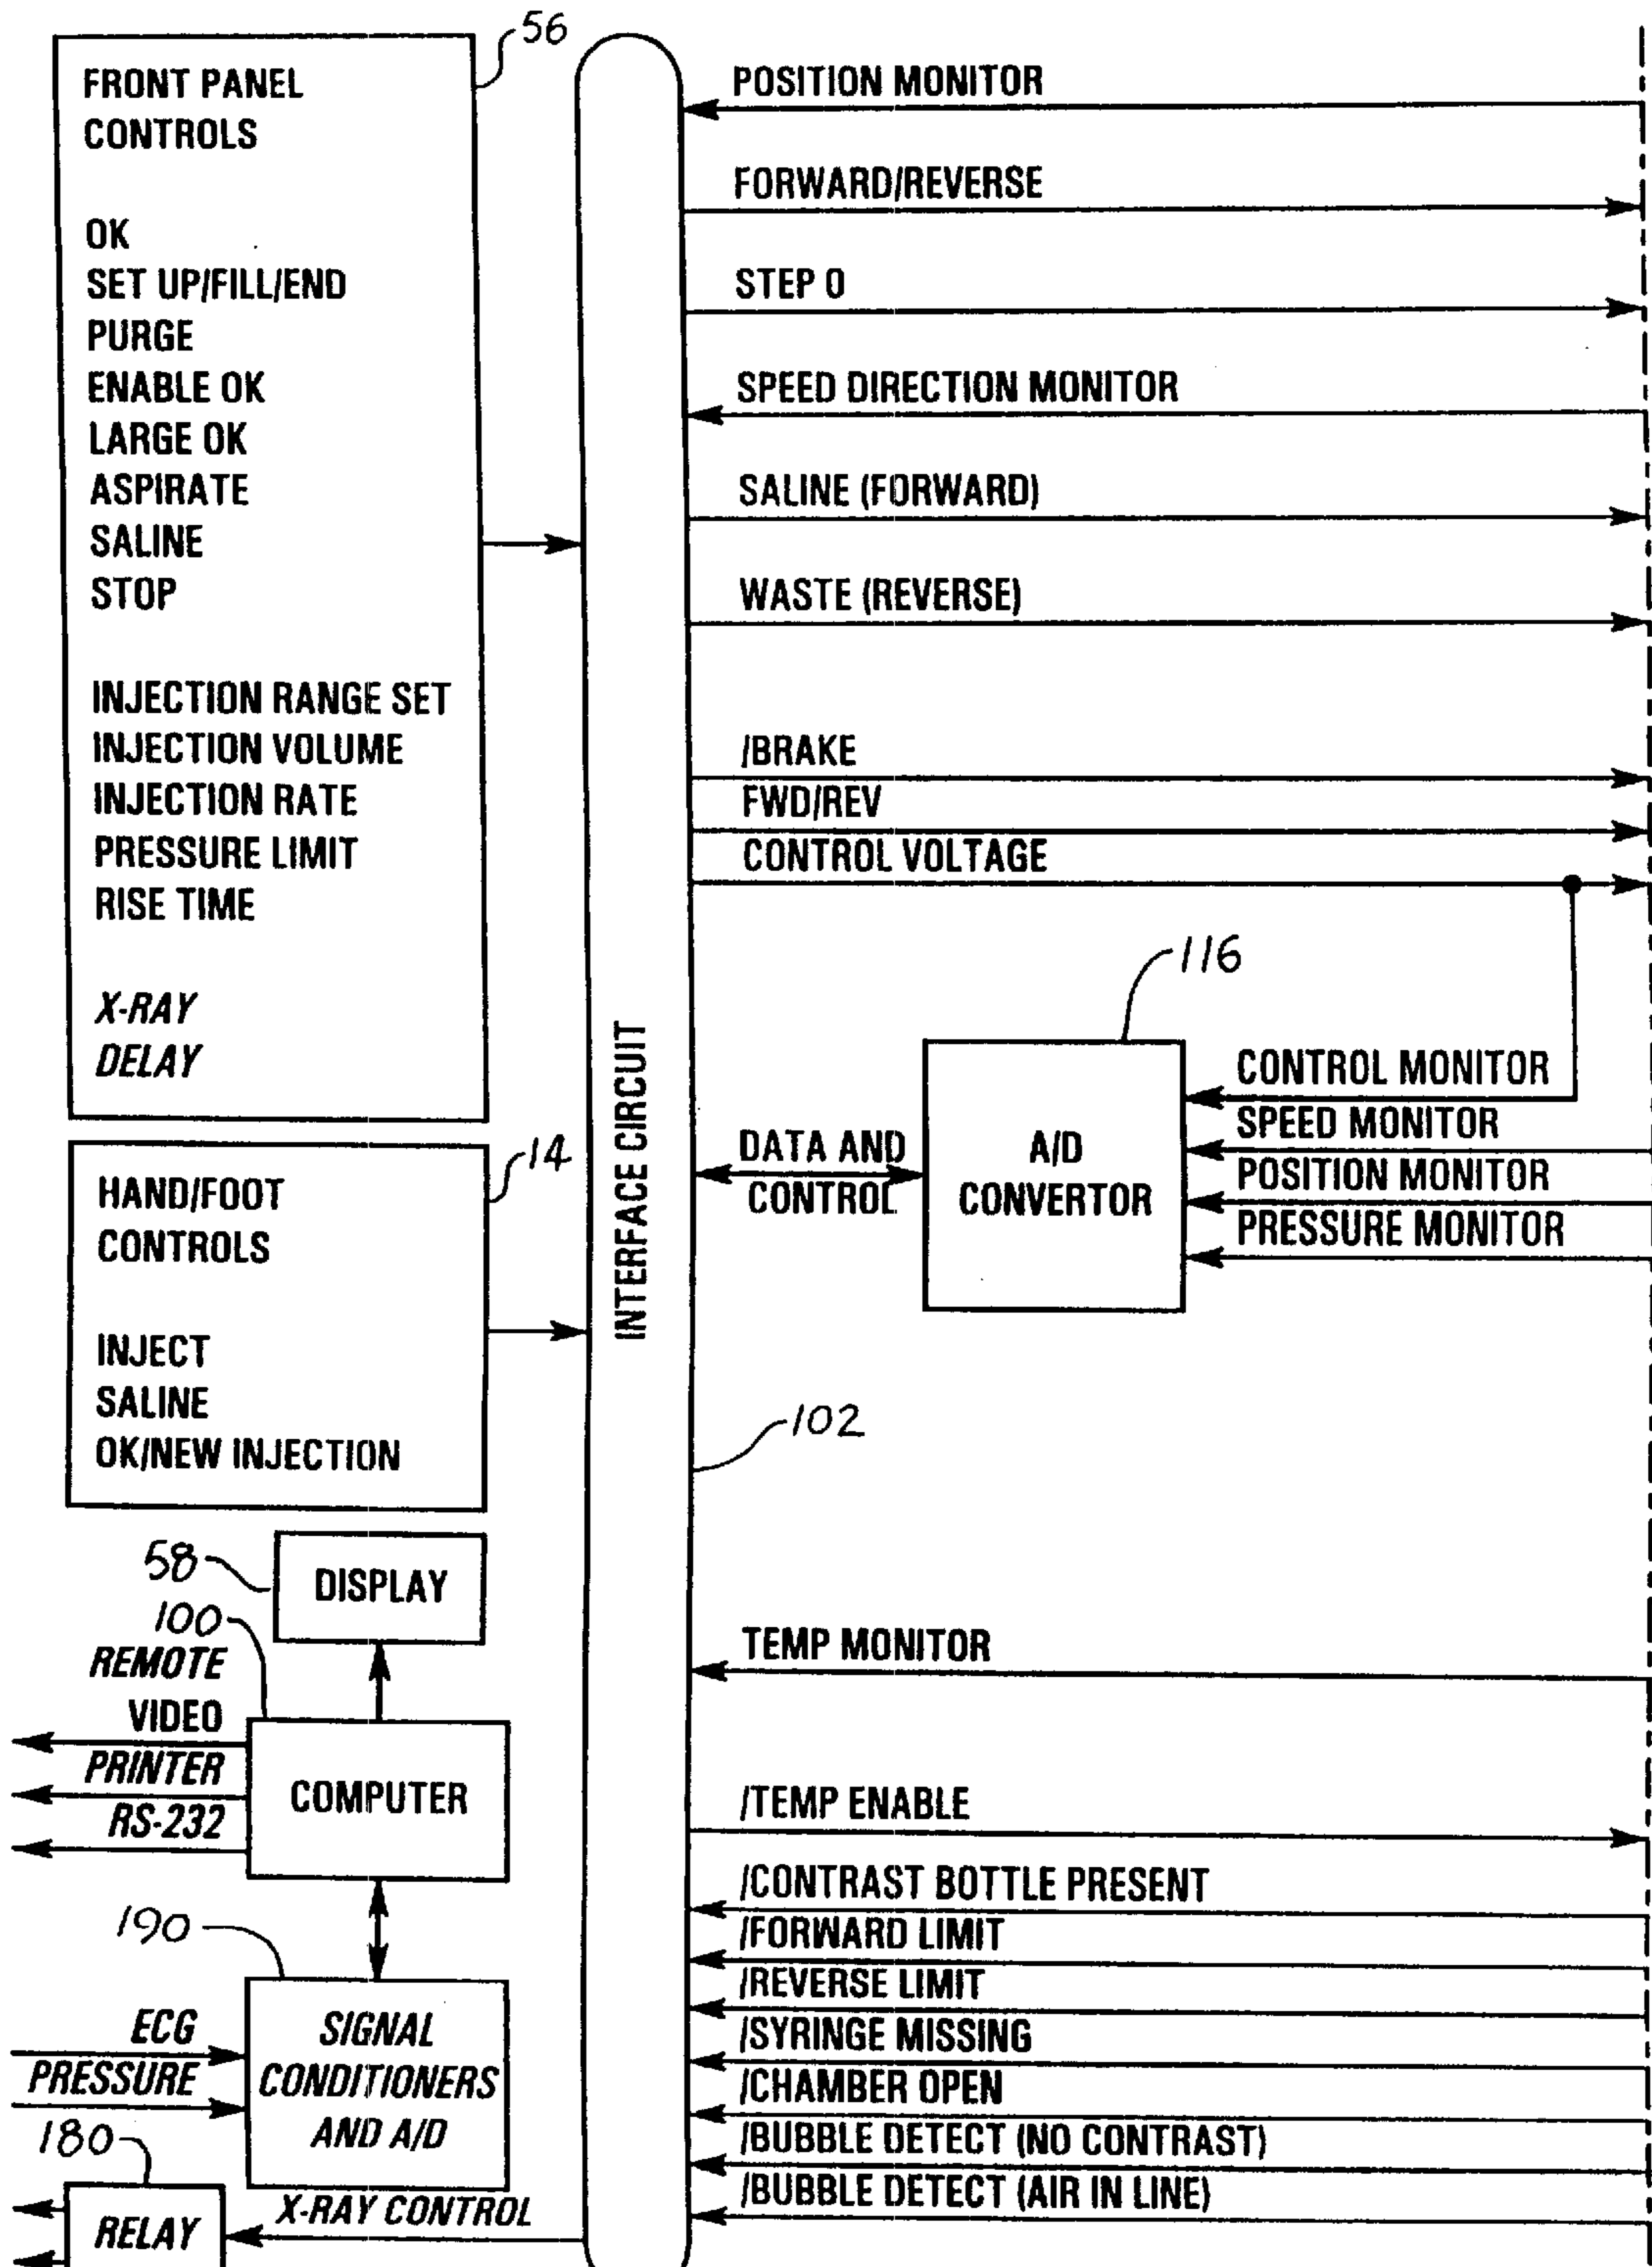 56
FRONT PANEL
CONTROLS
OK
SET UP/FILL/END
PURGE
ENABLE OK
LARGE OK
ASPIRATE
SALINE
STOP
INJECTION RANGE SET
INJECTION VOLUME
INJECTION RATE
PRESSURE LIMIT
RISE TIME
X-RAY
DELAY
14
HAND/FOOT
CONTROLS
INJECT
SALINE
OK/NEW INJECTION
58
DISPLAY
100
REMOTE
VIDEO
PRINTER
RS-232
COMPUTER
190
ECG
PRESSURE
SIGNAL
CONDITIONERS
AND A/D
180
RELAY
X-RAY CONTROL
INTERFACE CIRCUIT
102
POSITION MONITOR
FORWARD/REVERSE
STEP 0
SPEED DIRECTION MONITOR
SALINE (FORWARD)
WASTE (REVERSE)
/BRAKE
FWD/REV
CONTROL VOLTAGE
116
DATA AND
CONTROL
A/D
CONVERTOR
CONTROL MONITOR
SPEED MONITOR
POSITION MONITOR
PRESSURE MONITOR
TEMP MONITOR
/TEMP ENABLE
/CONTRAST BOTTLE PRESENT
/FORWARD LIMIT
/REVERSE LIMIT
/SYRINGE MISSING
/CHAMBER OPEN
/BUBBLE DETECT (NO CONTRAST)
/BUBBLE DETECT (AIR IN LINE)